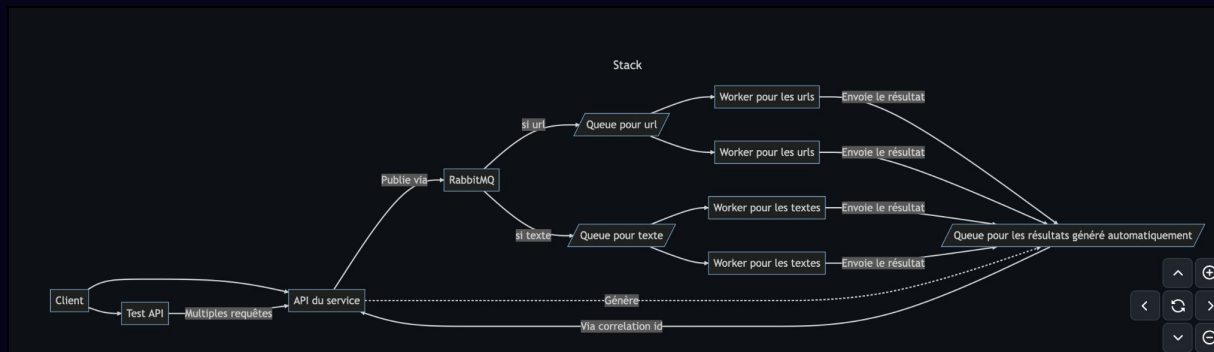 Stack
Worker pour les urls
Envoie le résultat
si url
Queue pour url
Worker pour les urls
Envoie le résultat
Publie via
RabbitMQ
Worker pour les textes
Envoie le résultat
si texte
Queue pour texte
Queue pour les résultats généré automatiquement
Worker pour les textes
Envoie le résultat
Client
Test API
Multiples requêtes
API du service
Génère
Via correlation id